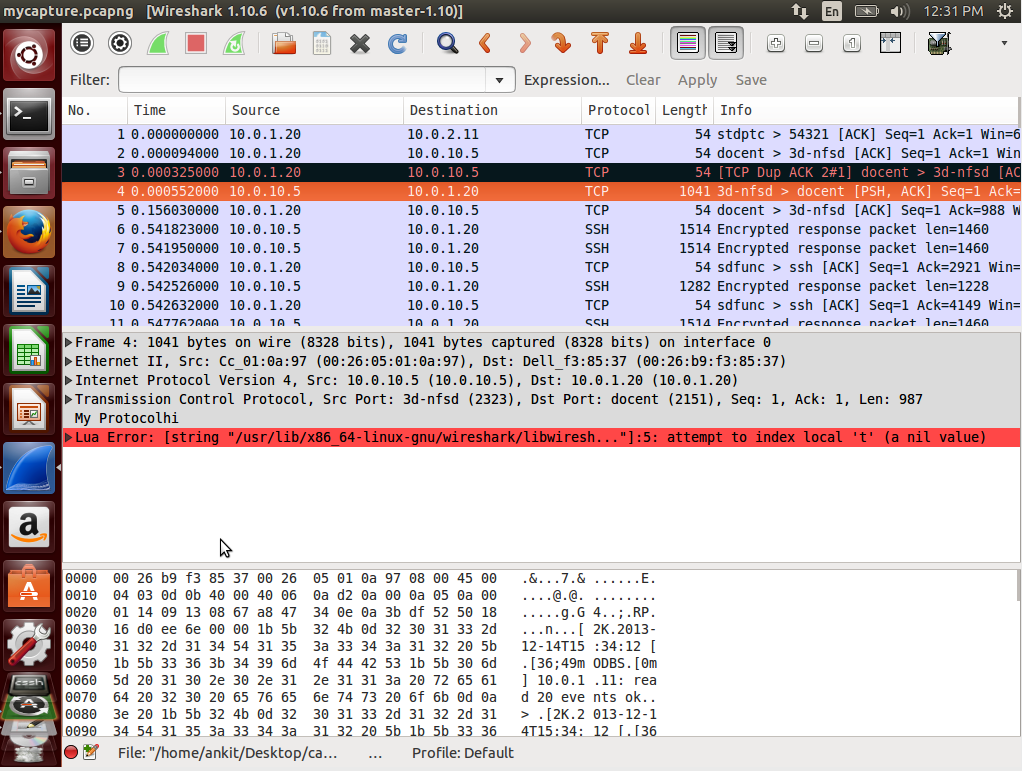 mycapture.pcapng   [Wireshark 1.10.6  (v1.10.6 from master-1.10)]
En
12:31 PM
Filter:
Expression... Clear Apply Save
No. Time Source Destination Protocol Length Info
1 0.000000000 10.0.1.20 10.0.2.11 TCP 54 stdptc > 54321 [ACK] Seq=1 Ack=1 Win=6
2 0.000094000 10.0.1.20 10.0.10.5 TCP 54 docent > 3d-nfsd [ACK] Seq=1 Ack=1 Win
3 0.000325000 10.0.1.20 10.0.10.5 TCP 54 [TCP Dup ACK 2#1] docent > 3d-nfsd [AC
4 0.000552000 10.0.10.5 10.0.1.20 TCP 1041 3d-nfsd > docent [PSH, ACK] Seq=1 Ack=
5 0.156030000 10.0.1.20 10.0.10.5 TCP 54 docent > 3d-nfsd [ACK] Seq=1 Ack=988 W
6 0.541823000 10.0.10.5 10.0.1.20 SSH 1514 Encrypted response packet len=1460
7 0.541950000 10.0.10.5 10.0.1.20 SSH 1514 Encrypted response packet len=1460
8 0.542034000 10.0.1.20 10.0.10.5 TCP 54 sdfunc > ssh [ACK] Seq=1 Ack=2921 Win=
9 0.542526000 10.0.10.5 10.0.1.20 SSH 1282 Encrypted response packet len=1228
10 0.542632000 10.0.1.20 10.0.10.5 TCP 54 sdfunc > ssh [ACK] Seq=1 Ack=4149 Win=
11 0.547762000 10.0.10.5 10.0.1.20 SSH 1514 Encrypted response packet len=1460
Frame 4: 1041 bytes on wire (8328 bits), 1041 bytes captured (8328 bits) on interface 0
Ethernet II, Src: Cc_01:0a:97 (00:26:05:01:0a:97), Dst: Dell_f3:85:37 (00:26:b9:f3:85:37)
Internet Protocol Version 4, Src: 10.0.10.5 (10.0.10.5), Dst: 10.0.1.20 (10.0.1.20)
Transmission Control Protocol, Src Port: 3d-nfsd (2323), Dst Port: docent (2151), Seq: 1, Ack: 1, Len: 987
My Protocolhi
Lua Error: [string "/usr/lib/x86_64-linux-gnu/wireshark/libwiresh..."]:5: attempt to index local 't' (a nil value)
0000 00 26 b9 f3 85 37 00 26 05 01 0a 97 08 00 45 00 .&...7.& ......E.
0010 04 03 0d 0b 40 00 40 06 0a d2 0a 00 0a 05 0a 00 ....@.@. ........
0020 01 14 09 13 08 67 a8 47 34 0e 0a 3b df 52 50 18 .....g.G 4..;.RP.
0030 16 d0 ee 6e 00 00 1b 5b 32 4b 0d 32 30 31 33 2d ...n...[ 2K.2013-
0040 31 32 2d 31 34 54 31 35 3a 33 34 3a 31 32 20 5b 12-14T15 :34:12 [
0050 1b 5b 33 36 3b 34 39 6d 4f 44 42 53 1b 5b 30 6d .[36;49m ODBS.[0m
0060 5d 20 31 30 2e 30 2e 31 2e 31 31 3a 20 72 65 61 ] 10.0.1 .11: rea
0070 64 20 32 30 20 65 76 65 6e 74 73 20 6f 6b 0d 0a d 20 eve nts ok..
0080 3e 20 1b 5b 32 4b 0d 32 30 31 33 2d 31 32 2d 31 > .[2K.2 013-12-1
34 54 31 35 3a 33 34 3a 31 32 20 5b 1b 5b 33 36 4T15:34: 12 [.[36
File: "/home/ankit/Desktop/ca... ... Profile: Default